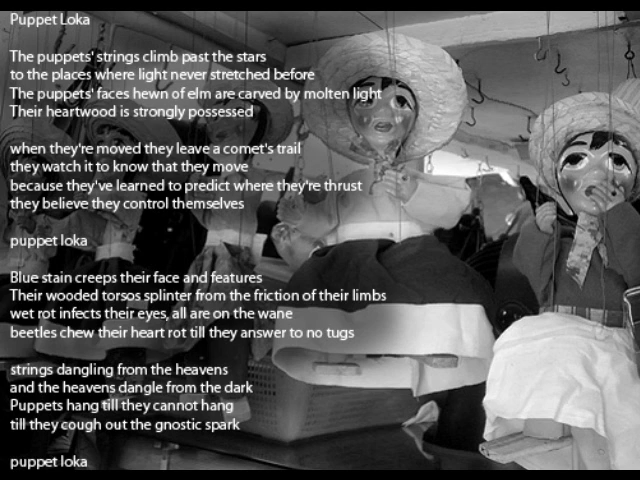 Puppet Loka
The puppets' strings climb past the stars
to the places where light never stretched before
The puppets' faces hewn of elm are carved by molten light
Their heartwood is strongly possessed
when they're moved they leave a comet's trail
they watch it to know that they move
because they've learned to predict where they're thrust
they believe they control themselves
puppet loka
Blue stain creeps their face and features
Their wooded torsos splinter from the friction of their limbs
wet rot infects their eyes, all are on the wane
beetles chew their heart rot till they answer to no tugs
strings dangling from the heavens
and the heavens dangle from the dark
Puppets hang till they cannot hang
till they cough out the gnostic spark
puppet loka